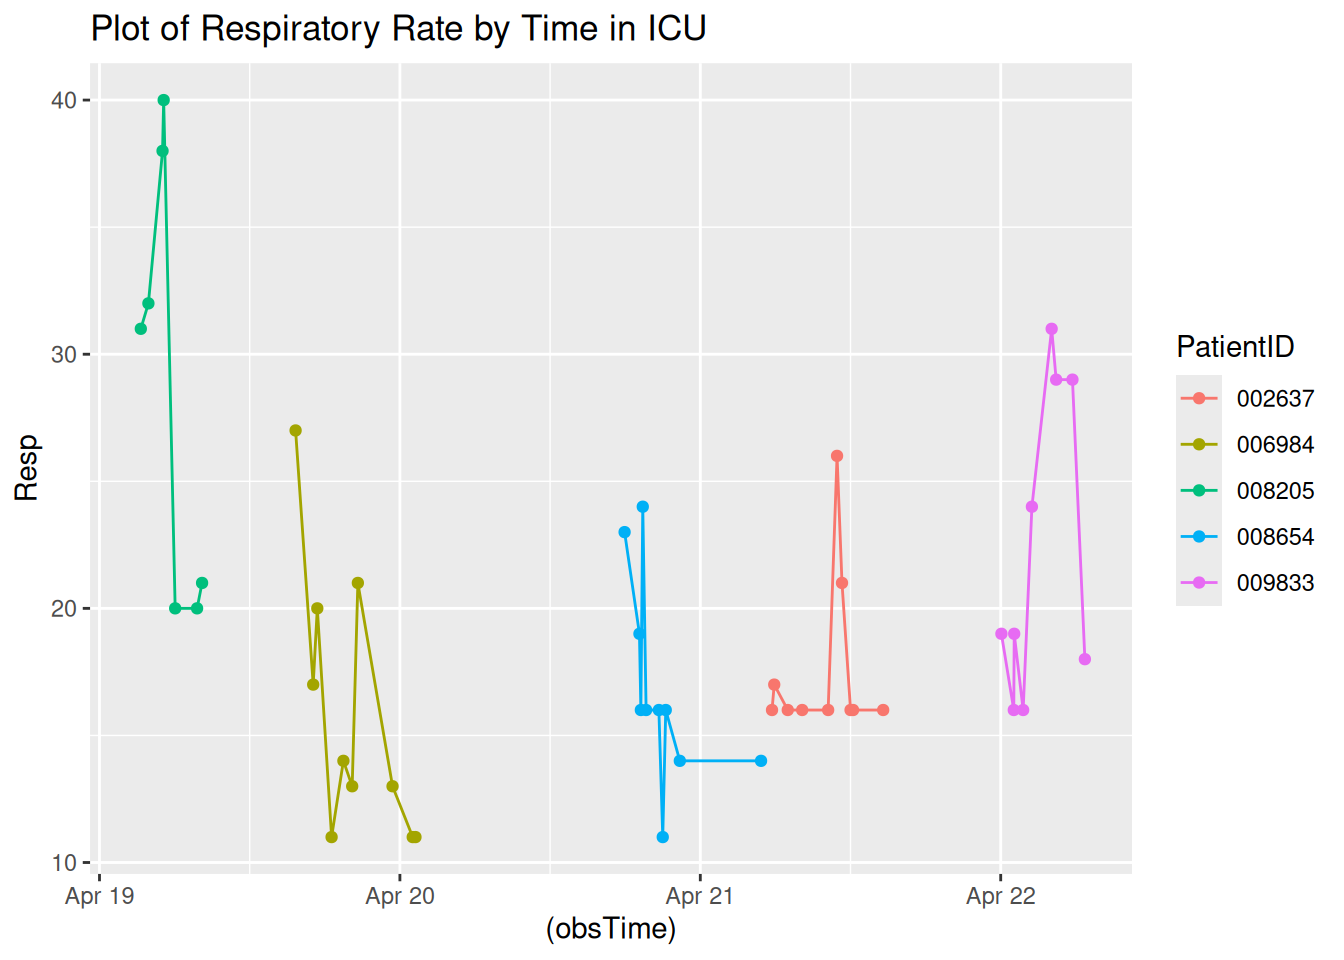 Plot of Respiratory Rate by Time in ICU
40
30
20
10
Resp
Apr 19
Apr 20
Apr 21
Apr 22
(obsTime)
PatientID
002637
006984
008205
008654
009833